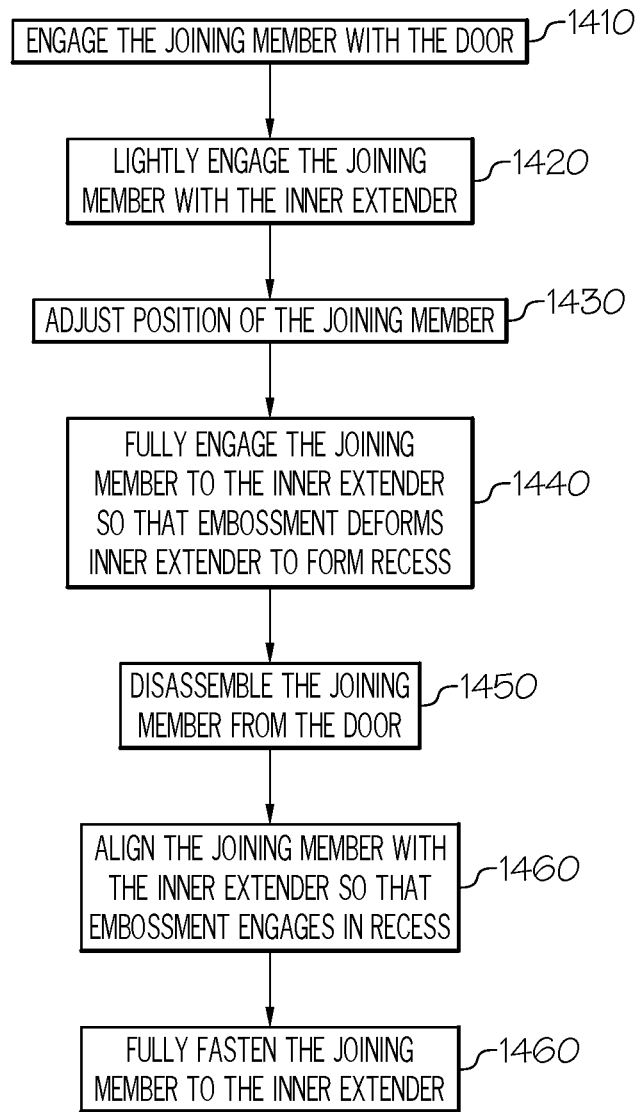 ENGAGE THE JOINING MEMBER WITH THE DOOR
1410
LIGHTLY ENGAGE THE JOINING
MEMBER WITH THE INNER EXTENDER
1420
ADJUST POSITION OF THE JOINING MEMBER
1430
FULLY ENGAGE THE JOINING
MEMBER TO THE INNER EXTENDER
SO THAT EMBOSSMENT DEFORMS
INNER EXTENDER TO FORM RECESS
1440
DISASSEMBLE THE JOINING
MEMBER FROM THE DOOR
1450
ALIGN THE JOINING MEMBER WITH
THE INNER EXTENDER SO THAT
EMBOSSMENT ENGAGES IN RECESS
1460
FULLY FASTEN THE JOINING
MEMBER TO THE INNER EXTENDER
1460